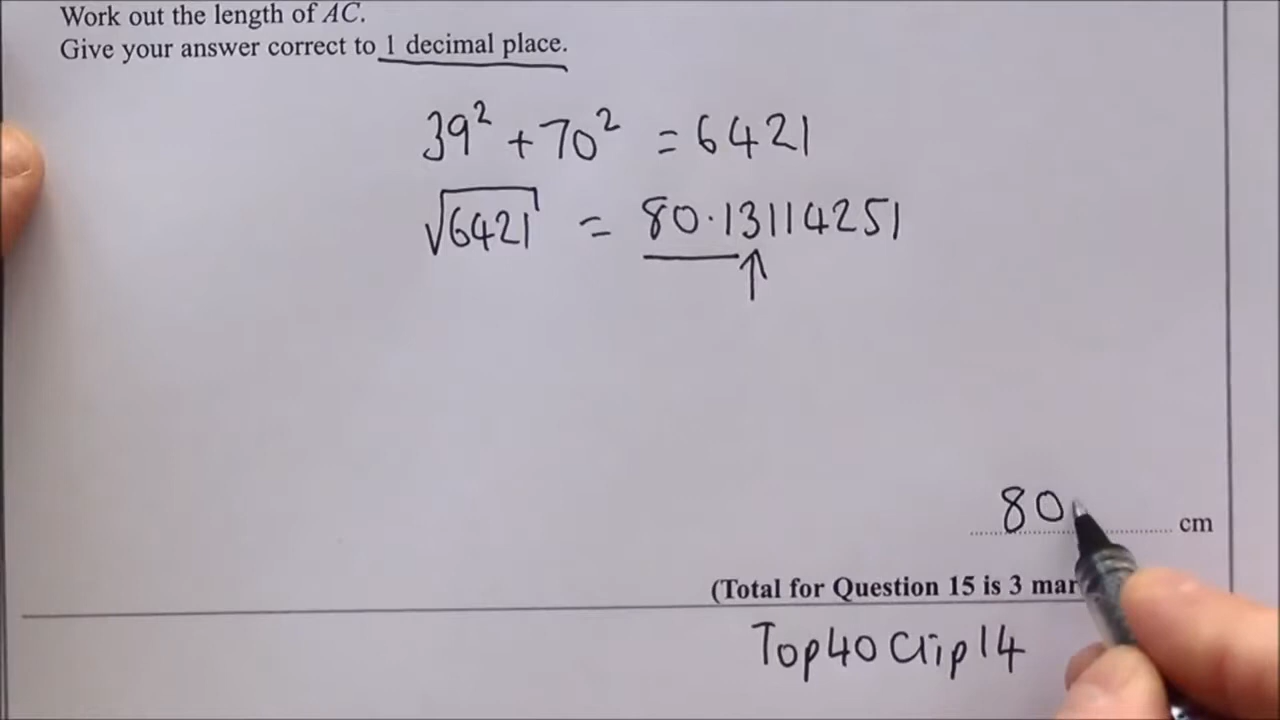 Work out the length of AC.
Give your answer correct to 1 decimal place.
39² + 70² = 6421
√6421 = 80·13114251
80
cm
(Total for Question 15 is 3
Top40 Clip 14